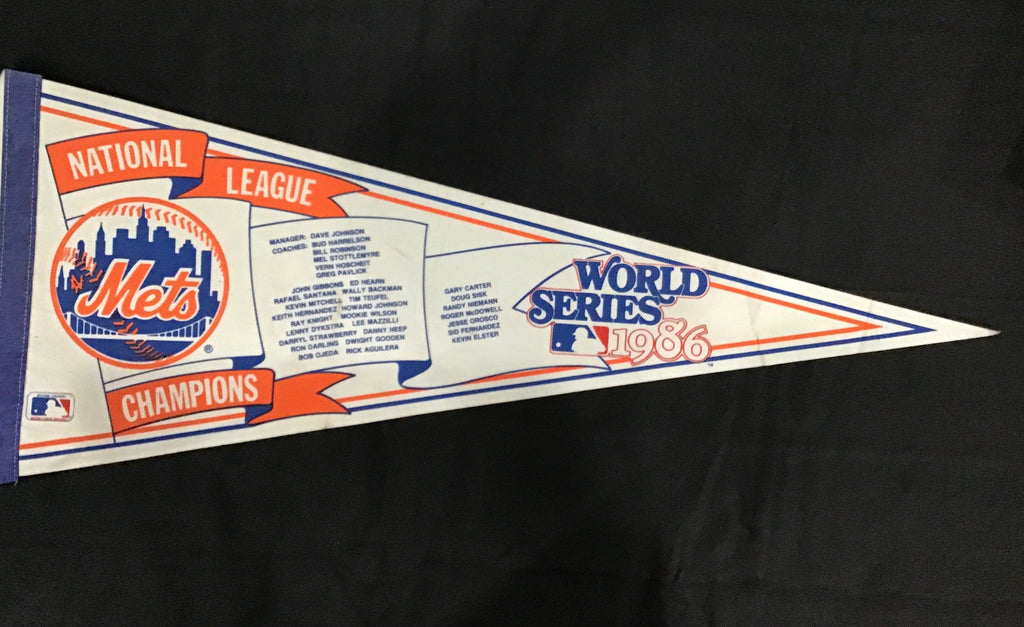 NATIONAL
LEAGUE
Mets
NY
®
CHAMPIONS
MANAGER: DAVE JOHNSON
COACHES: BUD HARRELSON
BILL ROBINSON
MEL STOTTLEMYRE
VERN HOSCHEIT
GREG PAVLICK
JOHN GIBBONS ED HEARN
RAFAEL SANTANA WALLY BACKMAN
KEVIN MITCHELL TIM TEUFEL
KEITH HERNANDEZ HOWARD JOHNSON
RAY KNIGHT MOOKIE WILSON
LENNY DYKSTRA LEE MAZZILLI
DARRYL STRAWBERRY DANNY HEEP
RON DARLING DWIGHT GOODEN
BOB OJEDA RICK AGUILERA
GARY CARTER
DOUG SISK
RANDY NIEMANN
ROGER McDOWELL
JESSE OROSCO
SID FERNANDEZ
KEVIN ELSTER
WORLD
SERIES
1986
TM